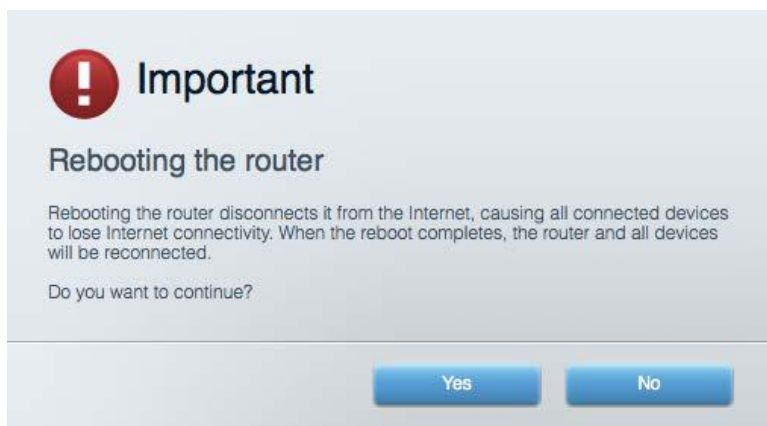 Important
Rebooting the router
Rebooting the router disconnects it from the Internet, causing all connected devices
to lose Internet connectivity. When the reboot completes, the router and all devices
will be reconnected.
Do you want to continue?
Yes No